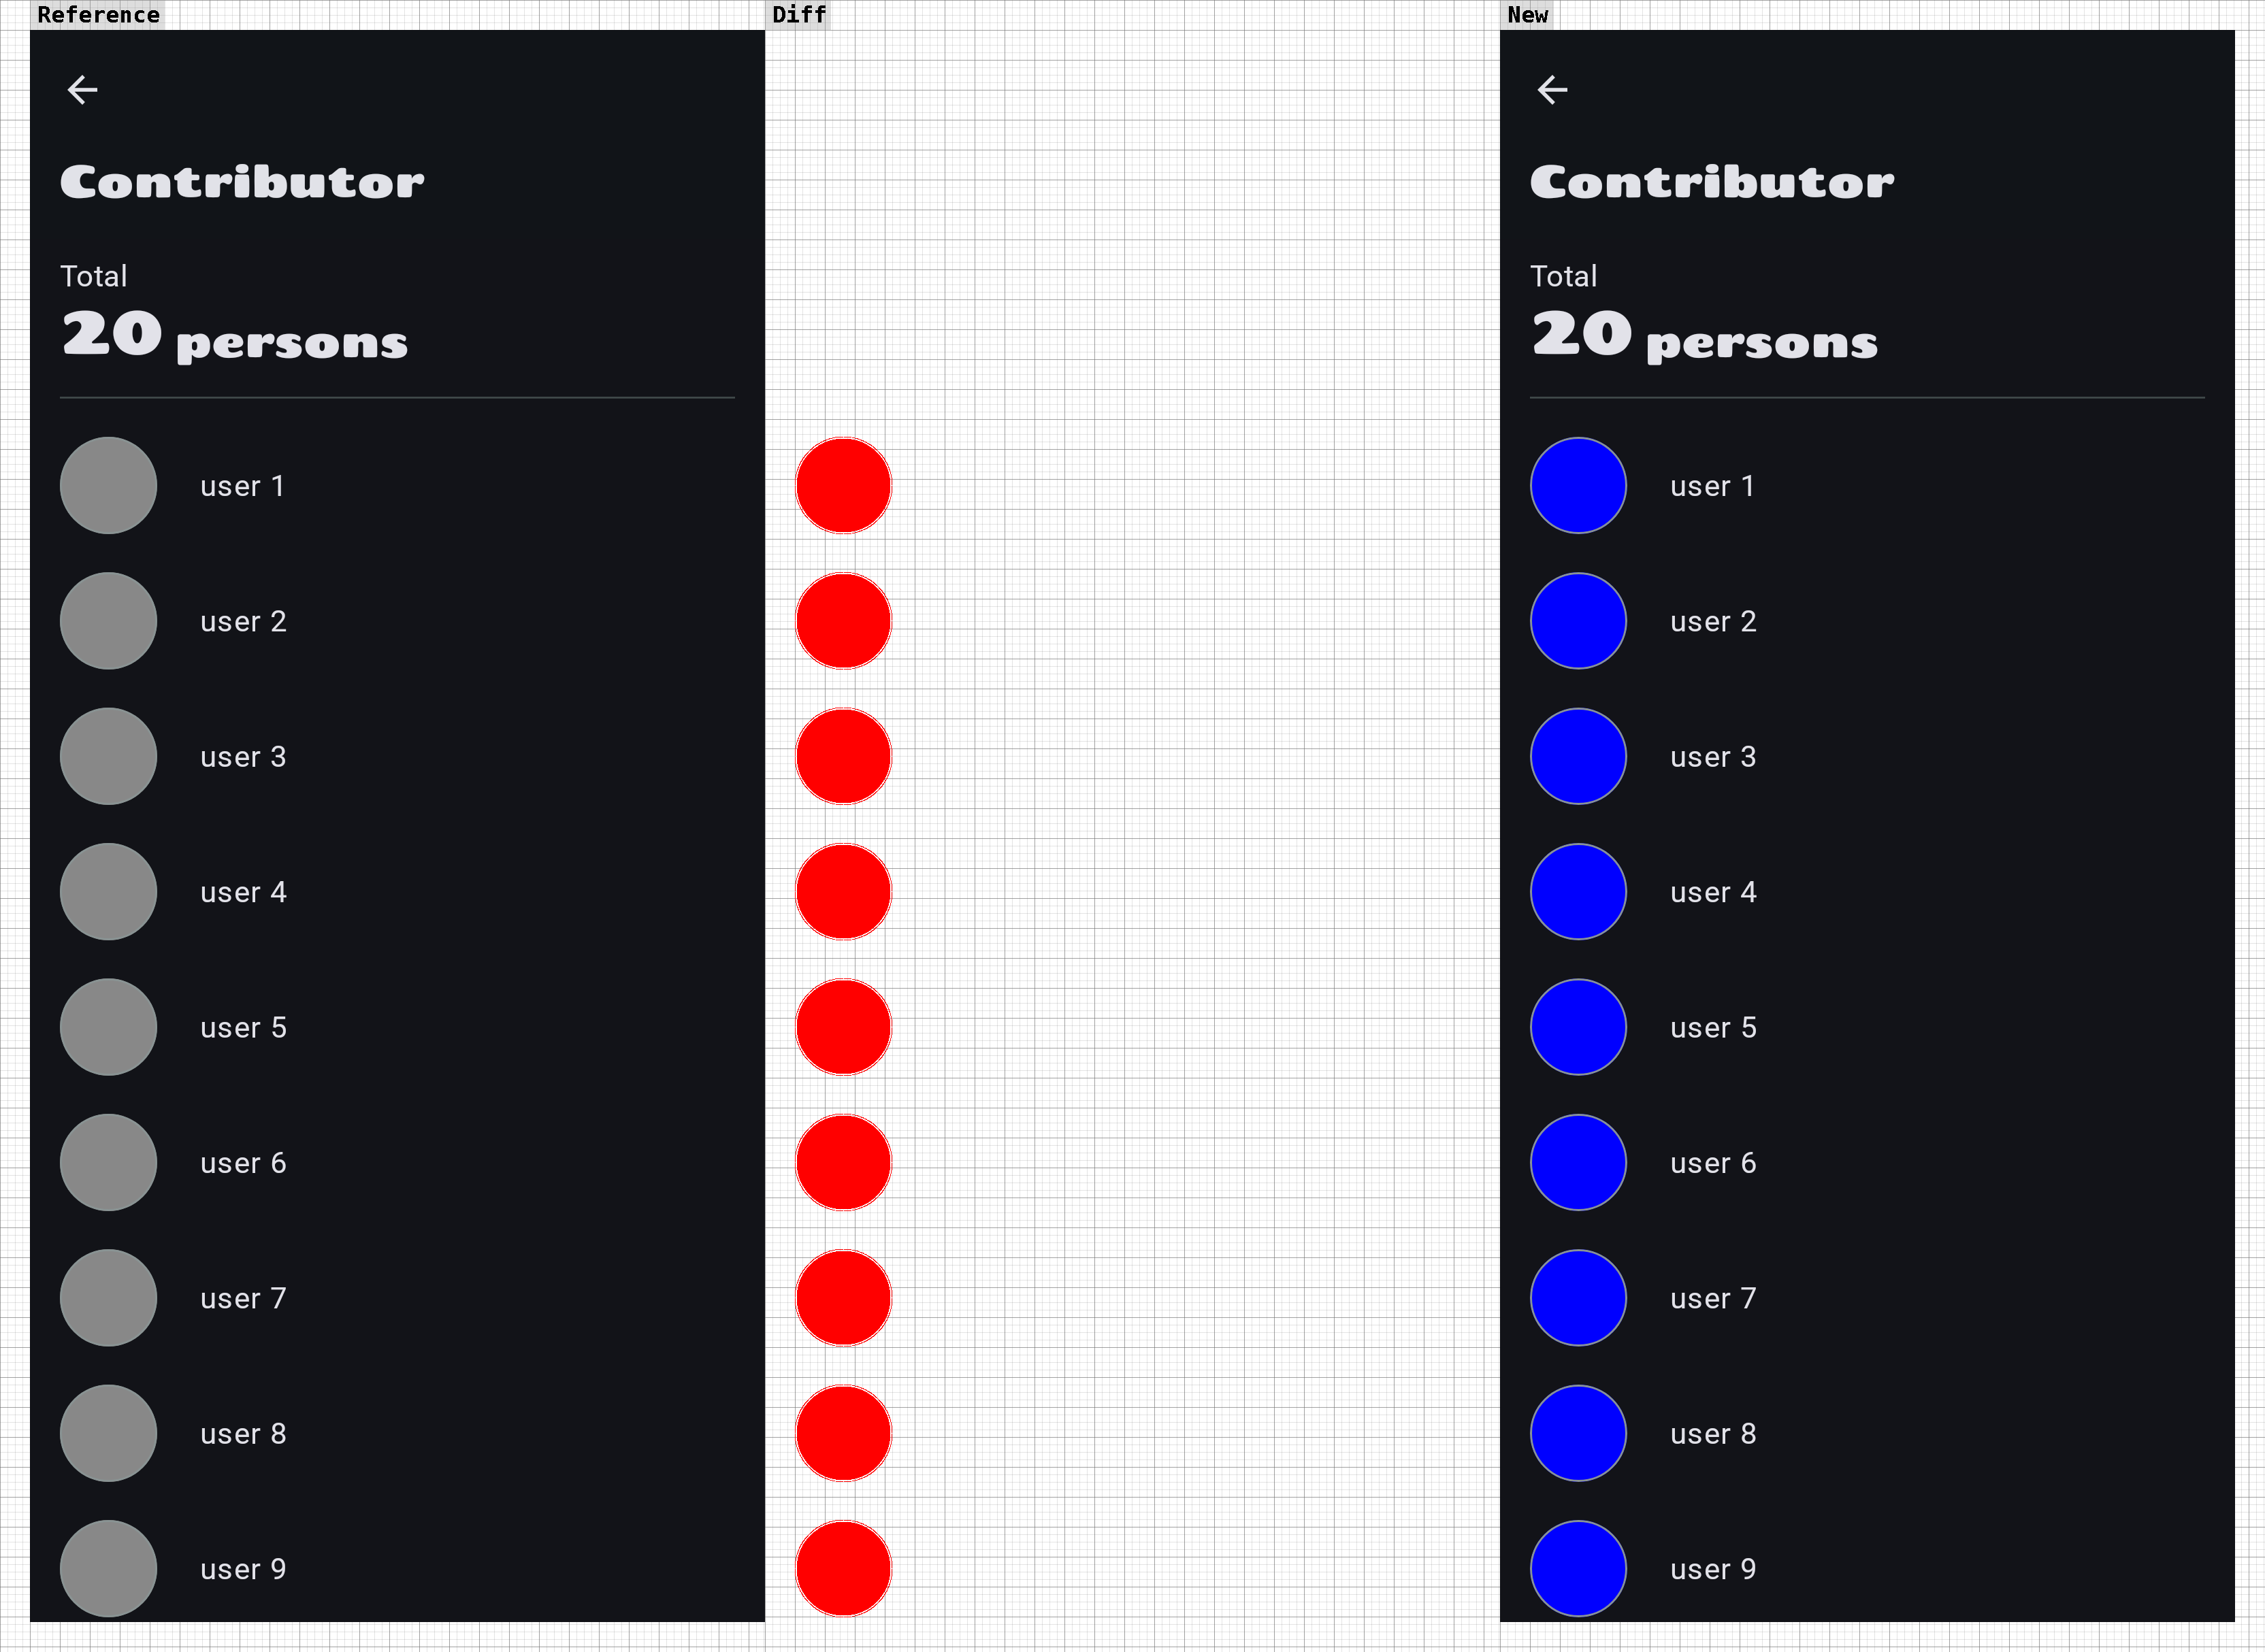 Reference
Contributor
Total
20 persons
user 1
user 2
user 3
user 4
user 5
user 6
user 7
user 8
user 9
Diff
New
Contributor
Total
20 persons
user 1
user 2
user 3
user 4
user 5
user 6
user 7
user 8
user 9